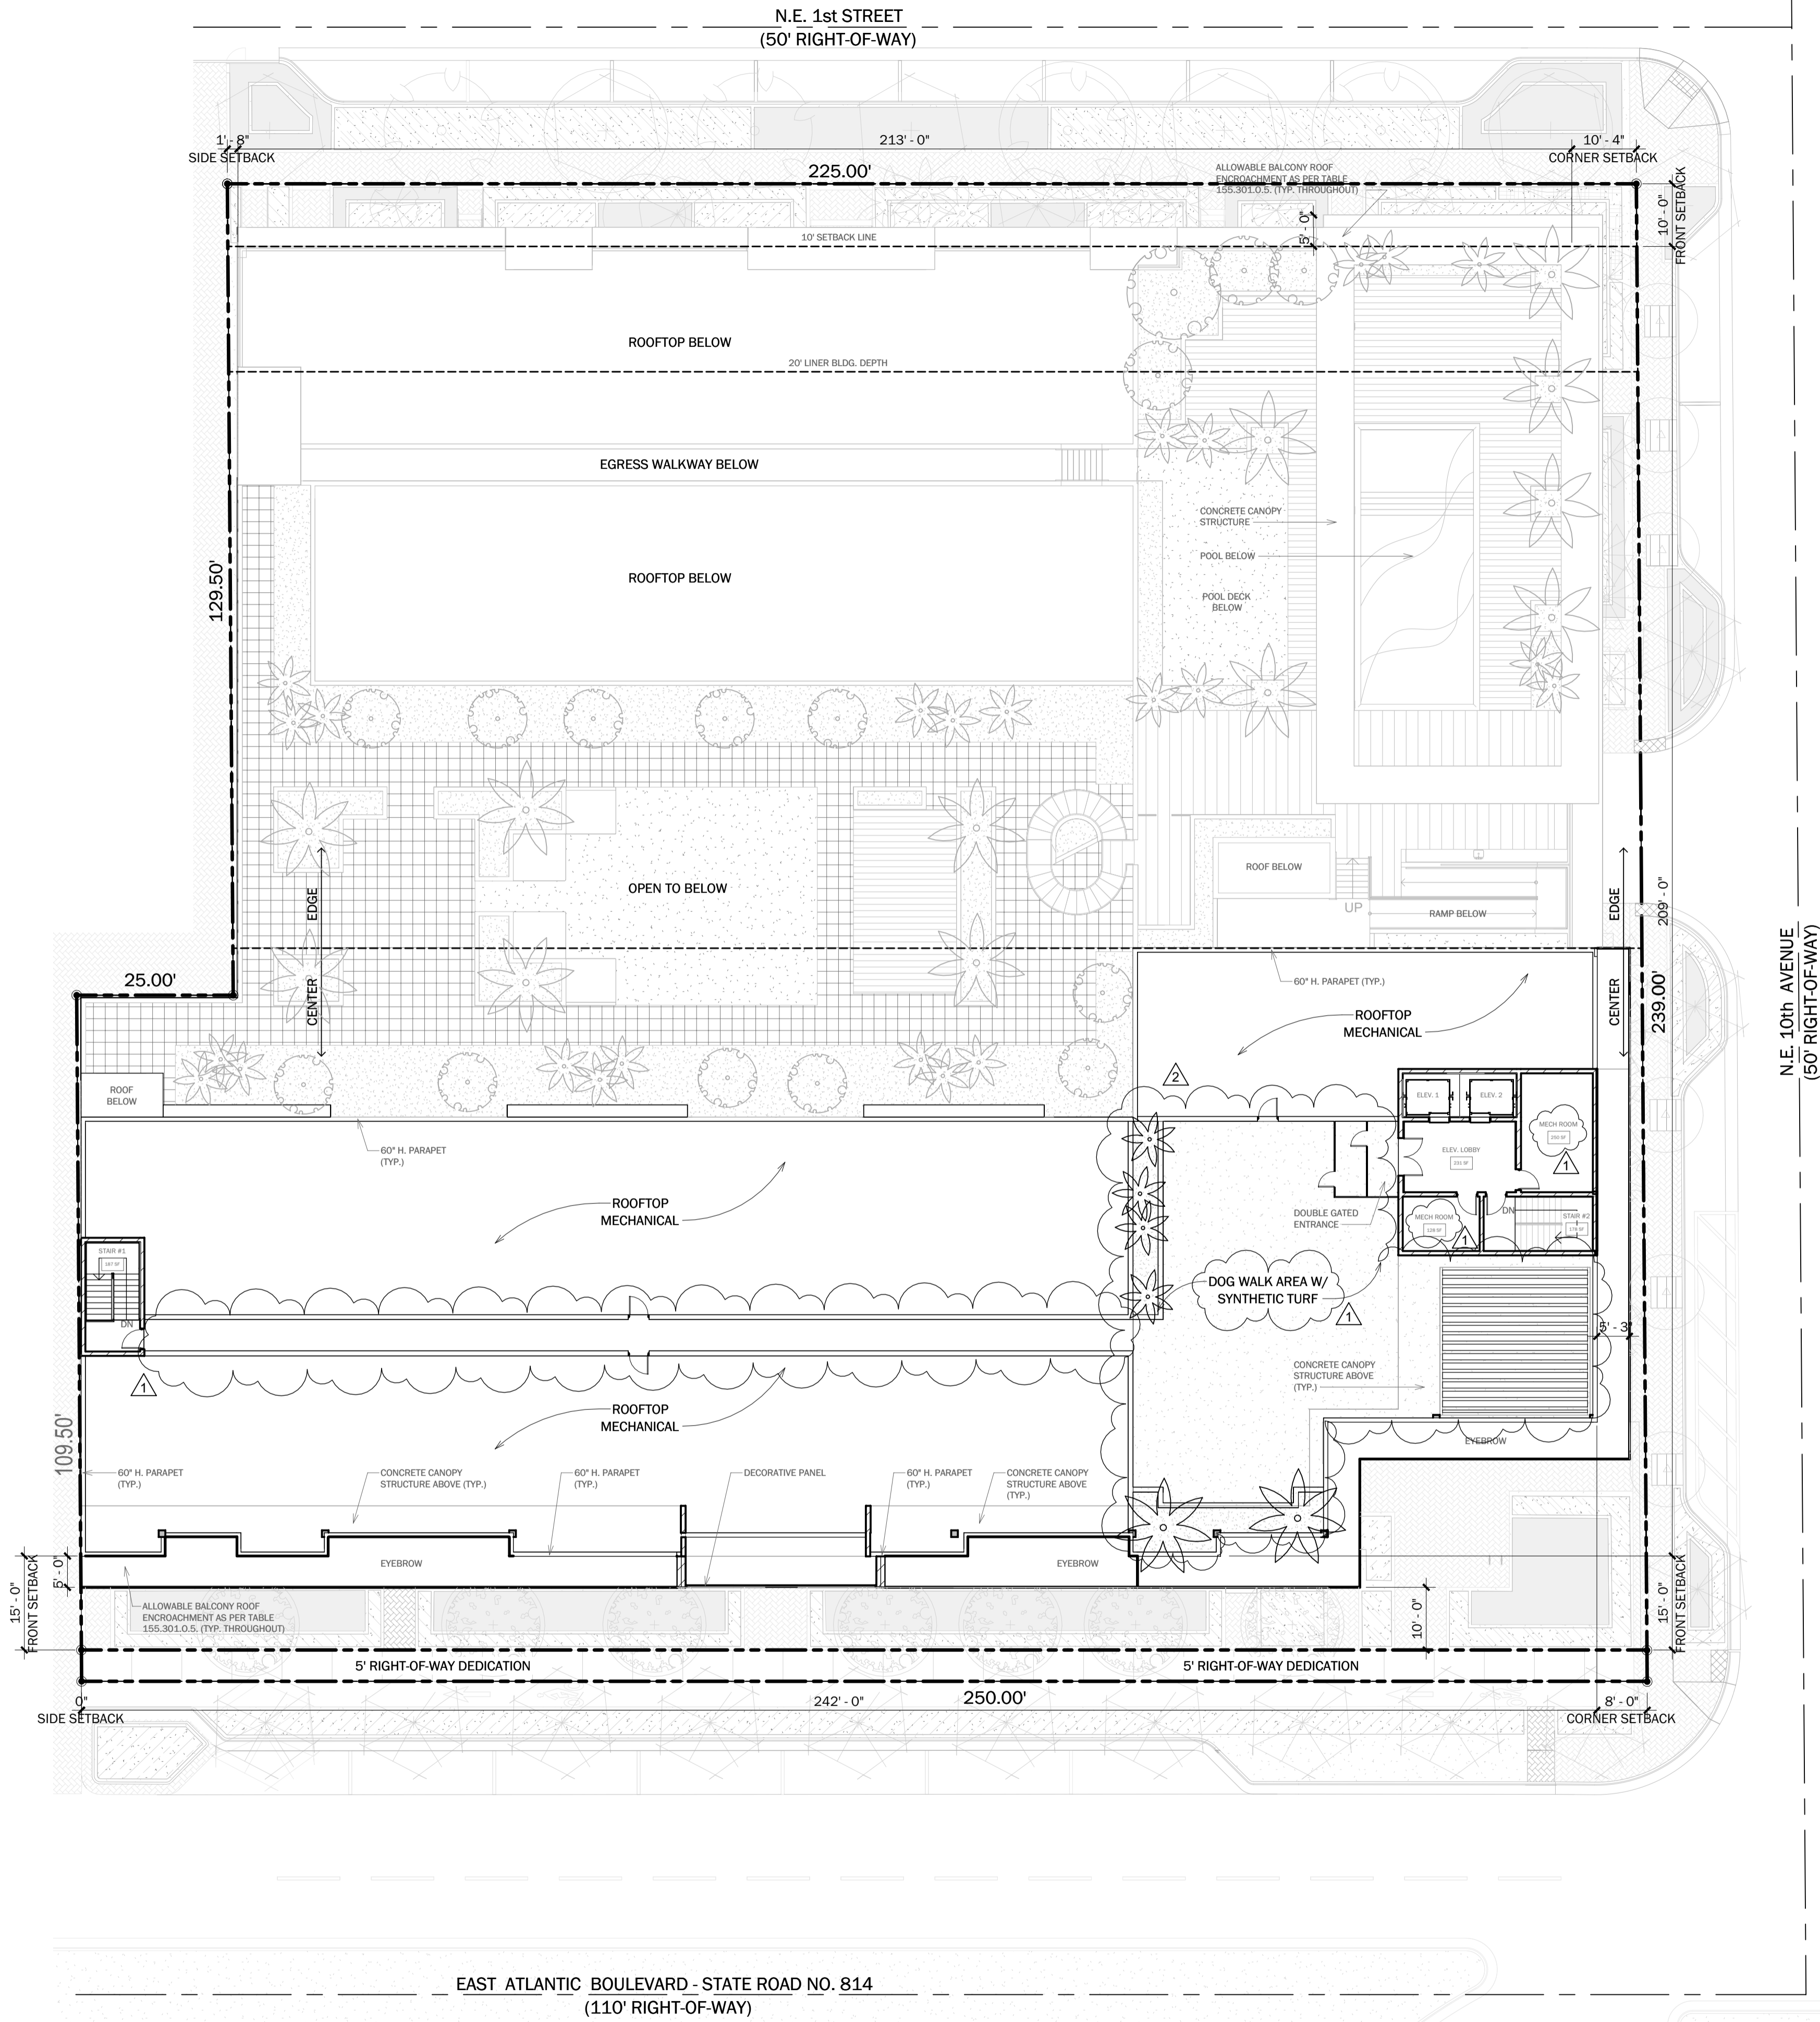 N.E. 1st STREET
(50' RIGHT-OF-WAY)
1' - 8"
SIDE SETBACK
213' - 0"
10' - 4"
CORNER SETBACK
225.00'
ALLOWABLE BALCONY ROOF
ENCROACHMENT AS PER TABLE
155.301.O.5. (TYP. THROUGHOUT)
10' - 0"
FRONT SETBACK
5' - 0"
10' SETBACK LINE
ROOFTOP BELOW
20' LINER BLDG. DEPTH
EGRESS WALKWAY BELOW
CONCRETE CANOPY
STRUCTURE
POOL BELOW
ROOFTOP BELOW
POOL DECK
BELOW
129.50'
OPEN TO BELOW
ROOF BELOW
UP
RAMP BELOW
EDGE
CENTER
EDGE
CENTER
209' - 0"
239.00'
N.E. 10th AVENUE
(50' RIGHT-OF-WAY)
25.00'
60" H. PARAPET (TYP.)
ROOFTOP
MECHANICAL
2
ROOF
BELOW
ELEV. 1
ELEV. 2
MECH ROOM
250 SF
1
60" H. PARAPET
(TYP.)
ELEV. LOBBY
231 SF
ROOFTOP
MECHANICAL
DOUBLE GATED
ENTRANCE
MECH ROOM
128 SF
1
DN
STAIR #2
178 SF
STAIR #1
187 SF
DN
DOG WALK AREA W/
SYNTHETIC TURF
1
5' - 3"
1
CONCRETE CANOPY
STRUCTURE ABOVE
(TYP.)
ROOFTOP
MECHANICAL
EYEBROW
109.50'
60" H. PARAPET
(TYP.)
CONCRETE CANOPY
STRUCTURE ABOVE (TYP.)
60" H. PARAPET
(TYP.)
DECORATIVE PANEL
60" H. PARAPET
(TYP.)
CONCRETE CANOPY
STRUCTURE ABOVE
(TYP.)
EYEBROW
EYEBROW
15' - 0"
FRONT SETBACK
5' - 0"
ALLOWABLE BALCONY ROOF
ENCROACHMENT AS PER TABLE
155.301.O.5. (TYP. THROUGHOUT)
10' - 0"
15' - 0"
FRONT SETBACK
5' RIGHT-OF-WAY DEDICATION
5' RIGHT-OF-WAY DEDICATION
0"
SIDE SETBACK
242' - 0"
250.00'
8' - 0"
CORNER SETBACK
EAST ATLANTIC BOULEVARD - STATE ROAD NO. 814
(110' RIGHT-OF-WAY)